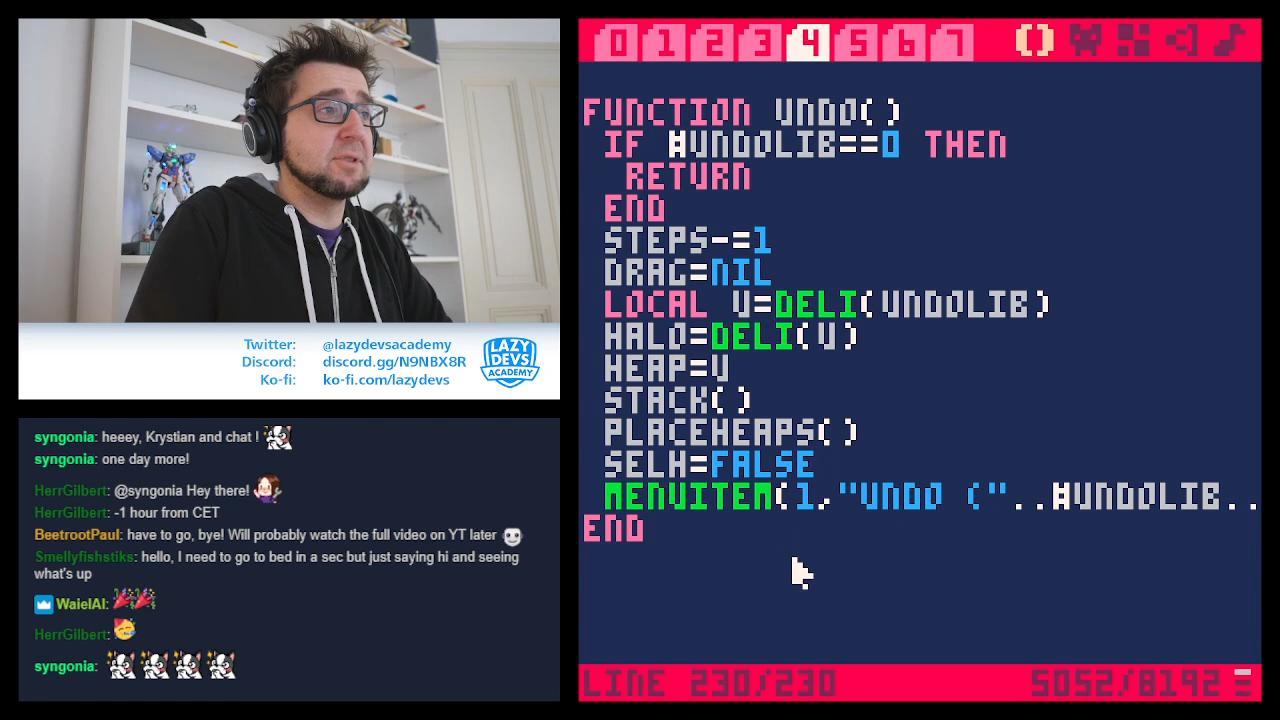 Twitter: @lazydevsacademy
Discord: discord.gg/N9NBX8R
Ko-fi: ko-fi.com/lazydevs
LAZY
DEVS
ACADEMY
syngonia: heeey, Krystian and chat !
syngonia: one day more!
HerrGilbert: @syngonia Hey there!
HerrGilbert: -1 hour from CET
BeetrootPaul: have to go, bye! Will probably watch the full video on YT later
Smellyfishstiks: hello, I need to go to bed in a sec but just saying hi and seeing
what's up
WaielAl:
HerrGilbert:
syngonia:
0 1 2 3 4 5 6 7 ()
FUNCTION UNDO()
IF #UNDOLIB==0 THEN
RETURN
END
STEPS-=1
DRAG=NIL
LOCAL U=DELI(UNDOLIB)
HALO=DELI(U)
HEAP=U
STACK()
PLACEHEAPS()
SELH=FALSE
MENUITEM(1,"UNDO ("..#UNDOLIB..
END
LINE 230/230 5052/8192